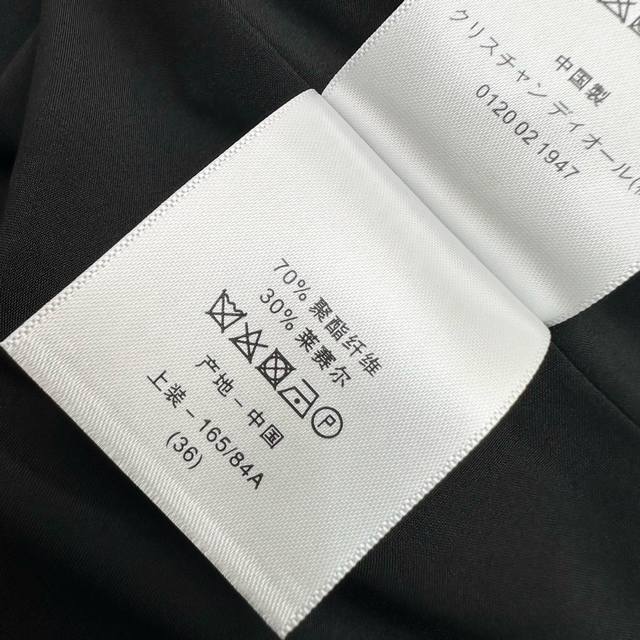 中国製
クリスチャン ディオール(
0120 02 1947
70% 聚酯纤维
30% 莱赛尔
P
产地 - 中国
上装 - 165/84A
(36)